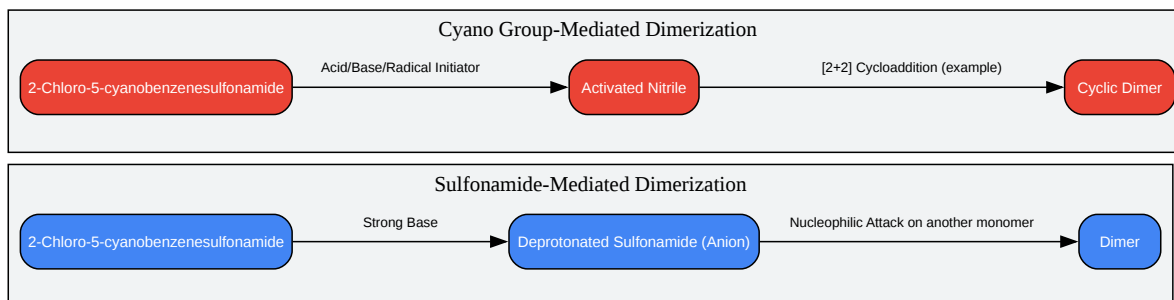 Cyano Group-Mediated Dimerization
2-Chloro-5-cyanobenzenesulfonamide
Acid/Base/Radical Initiator
Activated Nitrile
[2+2] Cycloaddition (example)
Cyclic Dimer
Sulfonamide-Mediated Dimerization
2-Chloro-5-cyanobenzenesulfonamide
Strong Base
Deprotonated Sulfonamide (Anion)
Nucleophilic Attack on another monomer
Dimer